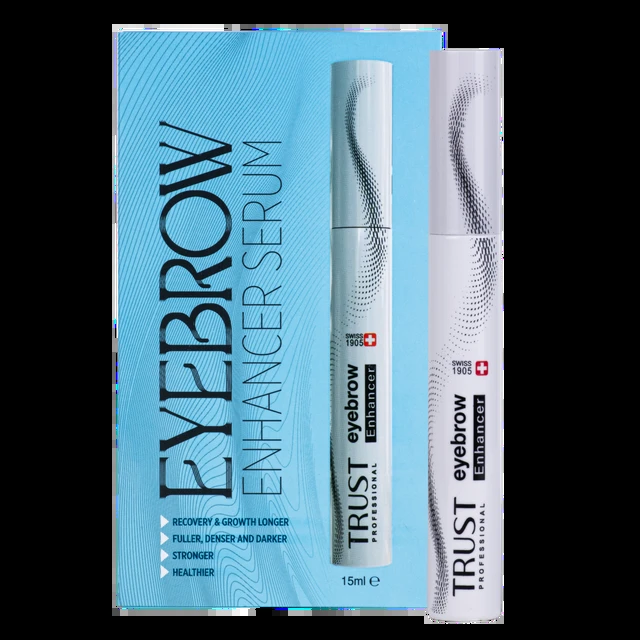 EYEBROW
ENHANCER SERUM
RECOVERY & GROWTH LONGER
FULLER, DENSER AND DARKER
STRONGER
HEALTHIER
SWISS
1905
eyebrow
Enhancer
TRUST
PROFESSIONAL
15ml ℮
SWISS
1905
eyebrow
Enhancer
TRUST
PROFESSIONAL